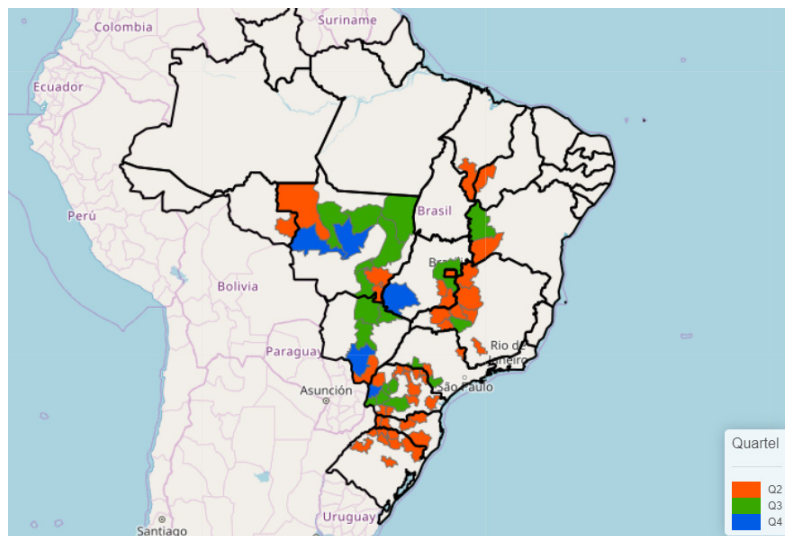 Colombia
Suriname
Ecuador
Perú
Brasil
Bolivia
Paraguay
Rio de
Janeiro
São Paulo
Asunción
Uruguay
Santiago
Quartel
Q2
Q3
Q4